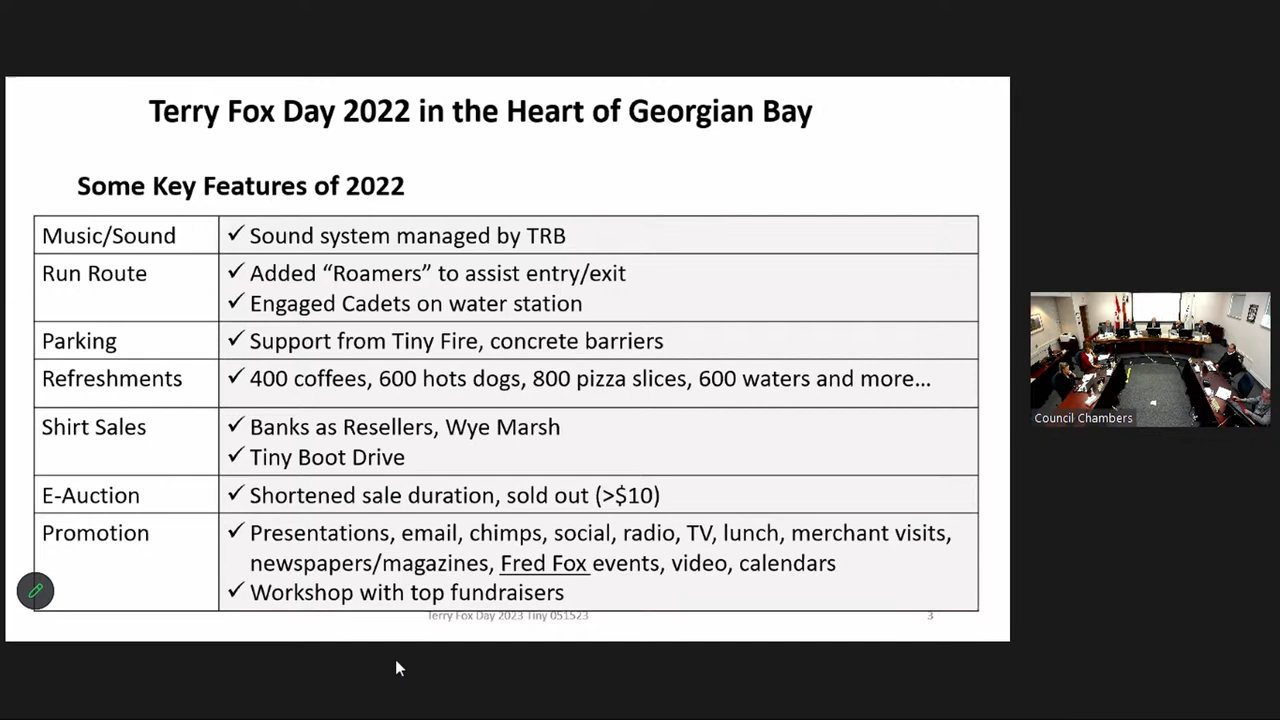 Terry Fox Day 2022 in the Heart of Georgian Bay
Some Key Features of 2022
Music/Sound
✓ Sound system managed by TRB
Run Route
✓ Added “Roamers” to assist entry/exit
✓ Engaged Cadets on water station
Parking
✓ Support from Tiny Fire, concrete barriers
Refreshments
✓ 400 coffees, 600 hots dogs, 800 pizza slices, 600 waters and more…
Shirt Sales
✓ Banks as Resellers, Wye Marsh
✓ Tiny Boot Drive
E-Auction
✓ Shortened sale duration, sold out (>$10)
Promotion
✓ Presentations, email, chimps, social, radio, TV, lunch, merchant visits,
newspapers/magazines, Fred Fox events, video, calendars
✓ Workshop with top fundraisers
Terry Fox Day 2023 Tiny 051523
3
Council Chambers